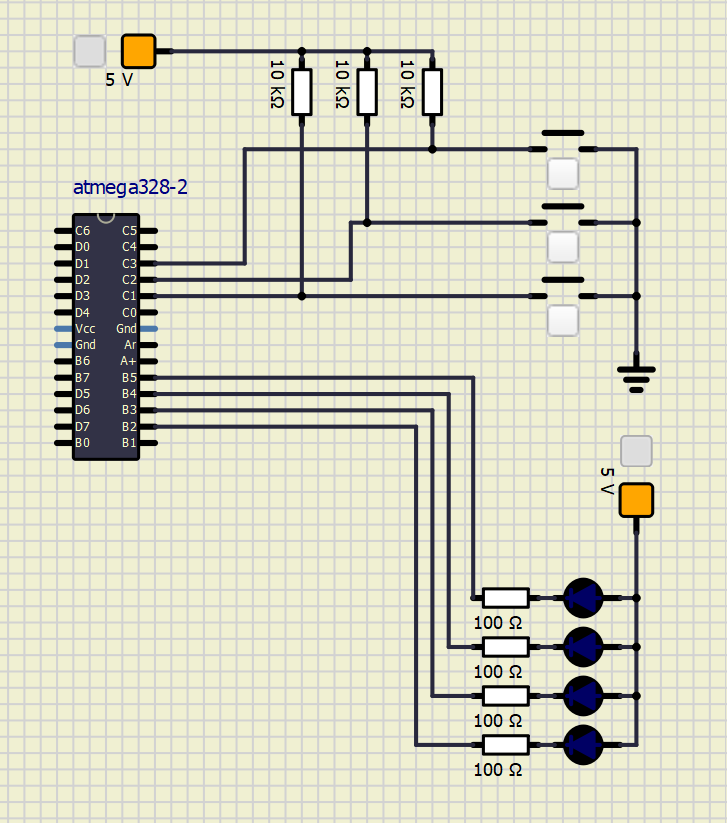 5 V
10 kΩ
10 kΩ
10 kΩ
atmega328-2
C6 C5
D0 C4
D1 C3
D2 C2
D3 C1
D4 C0
Vcc Gnd
Gnd Ar
B6 A+
B7 B5
D5 B4
D6 B3
D7 B2
B0 B1
5 V
100 Ω
100 Ω
100 Ω
100 Ω